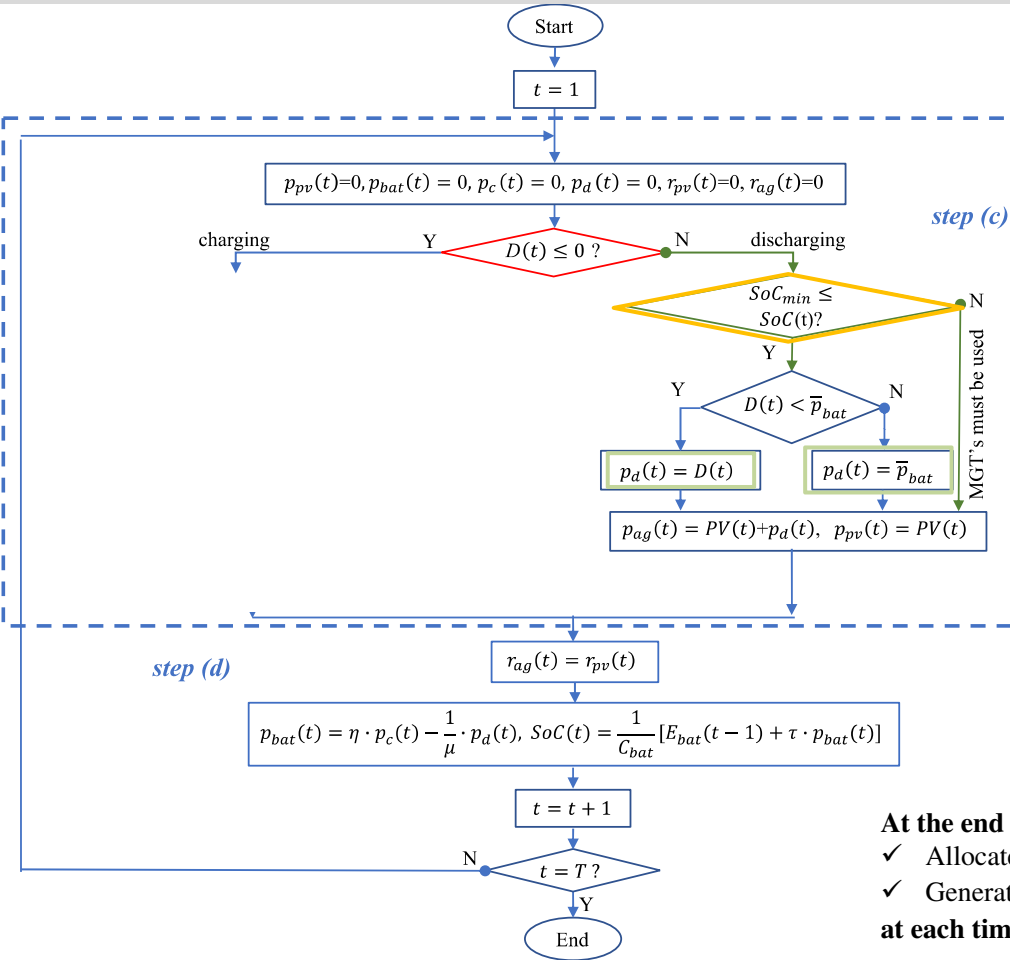 Start
t = 1
p_pv(t)=0, p_bat(t) = 0, p_c(t) = 0, p_d(t) = 0, r_pv(t)=0, r_ag(t)=0
step (c)
charging
Y
D(t) ≤ 0 ?
N
discharging
SoC_min ≤
SoC(t)?
N
Y
MGT's must be used
Y
D(t) < p̅_bat
N
p_d(t) = D(t)
p_d(t) = p̅_bat
p_ag(t) = PV(t)+p_d(t), p_pv(t) = PV(t)
step (d)
r_ag(t) = r_pv(t)
p_bat(t) = η · p_c(t) − 1/μ · p_d(t), SoC(t) = 1/C_bat [E_bat(t − 1) + τ · p_bat(t)]
t = t + 1
N
t = T ?
Y
End
At the end
✓ Allocate
✓ Generat
at each tim